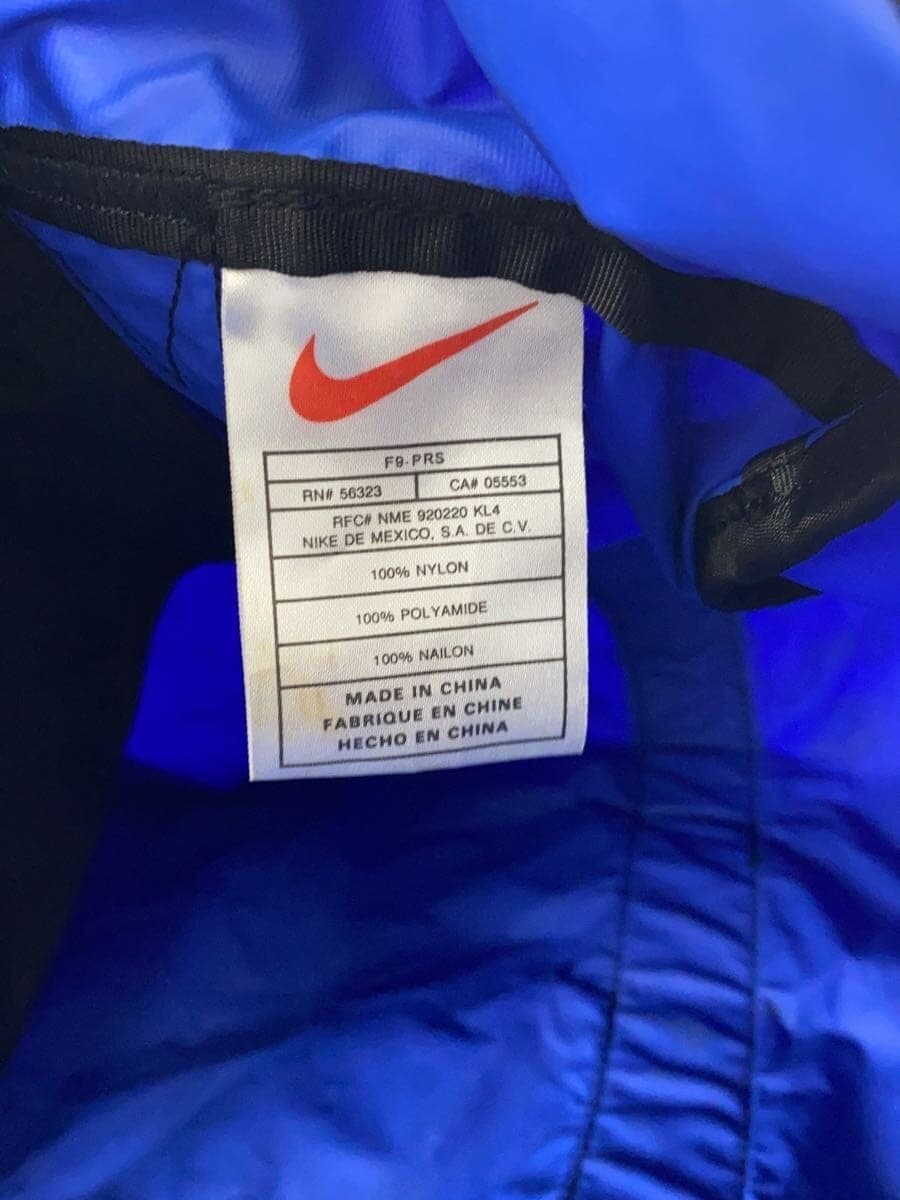 F9-PRS
RN# 56323
CA# 05553
RFC# NME 920220 KL4
NIKE DE MEXICO, S.A. DE C.V.
100% NYLON
100% POLYAMIDE
100% NAILON
MADE IN CHINA
FABRIQUE EN CHINE
HECHO EN CHINA